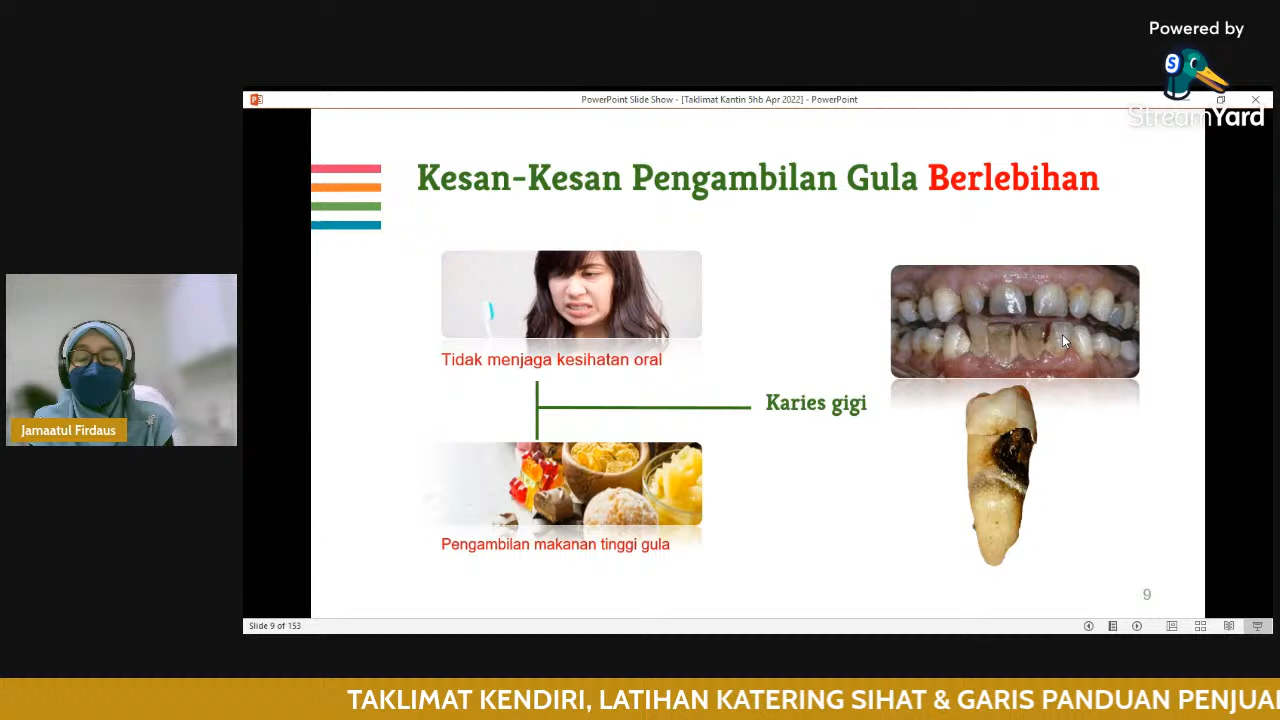 Powered by
StreamYard
PowerPoint Slide Show - [Taklimat Kantin 5hb Apr 2022] - PowerPoint
Kesan-Kesan Pengambilan Gula Berlebihan
Tidak menjaga kesihatan oral
Karies gigi
Pengambilan makanan tinggi gula
Jamaatul Firdaus
9
Slide 9 of 153
TAKLIMAT KENDIRI, LATIHAN KATERING SIHAT & GARIS PANDUAN PENJUA